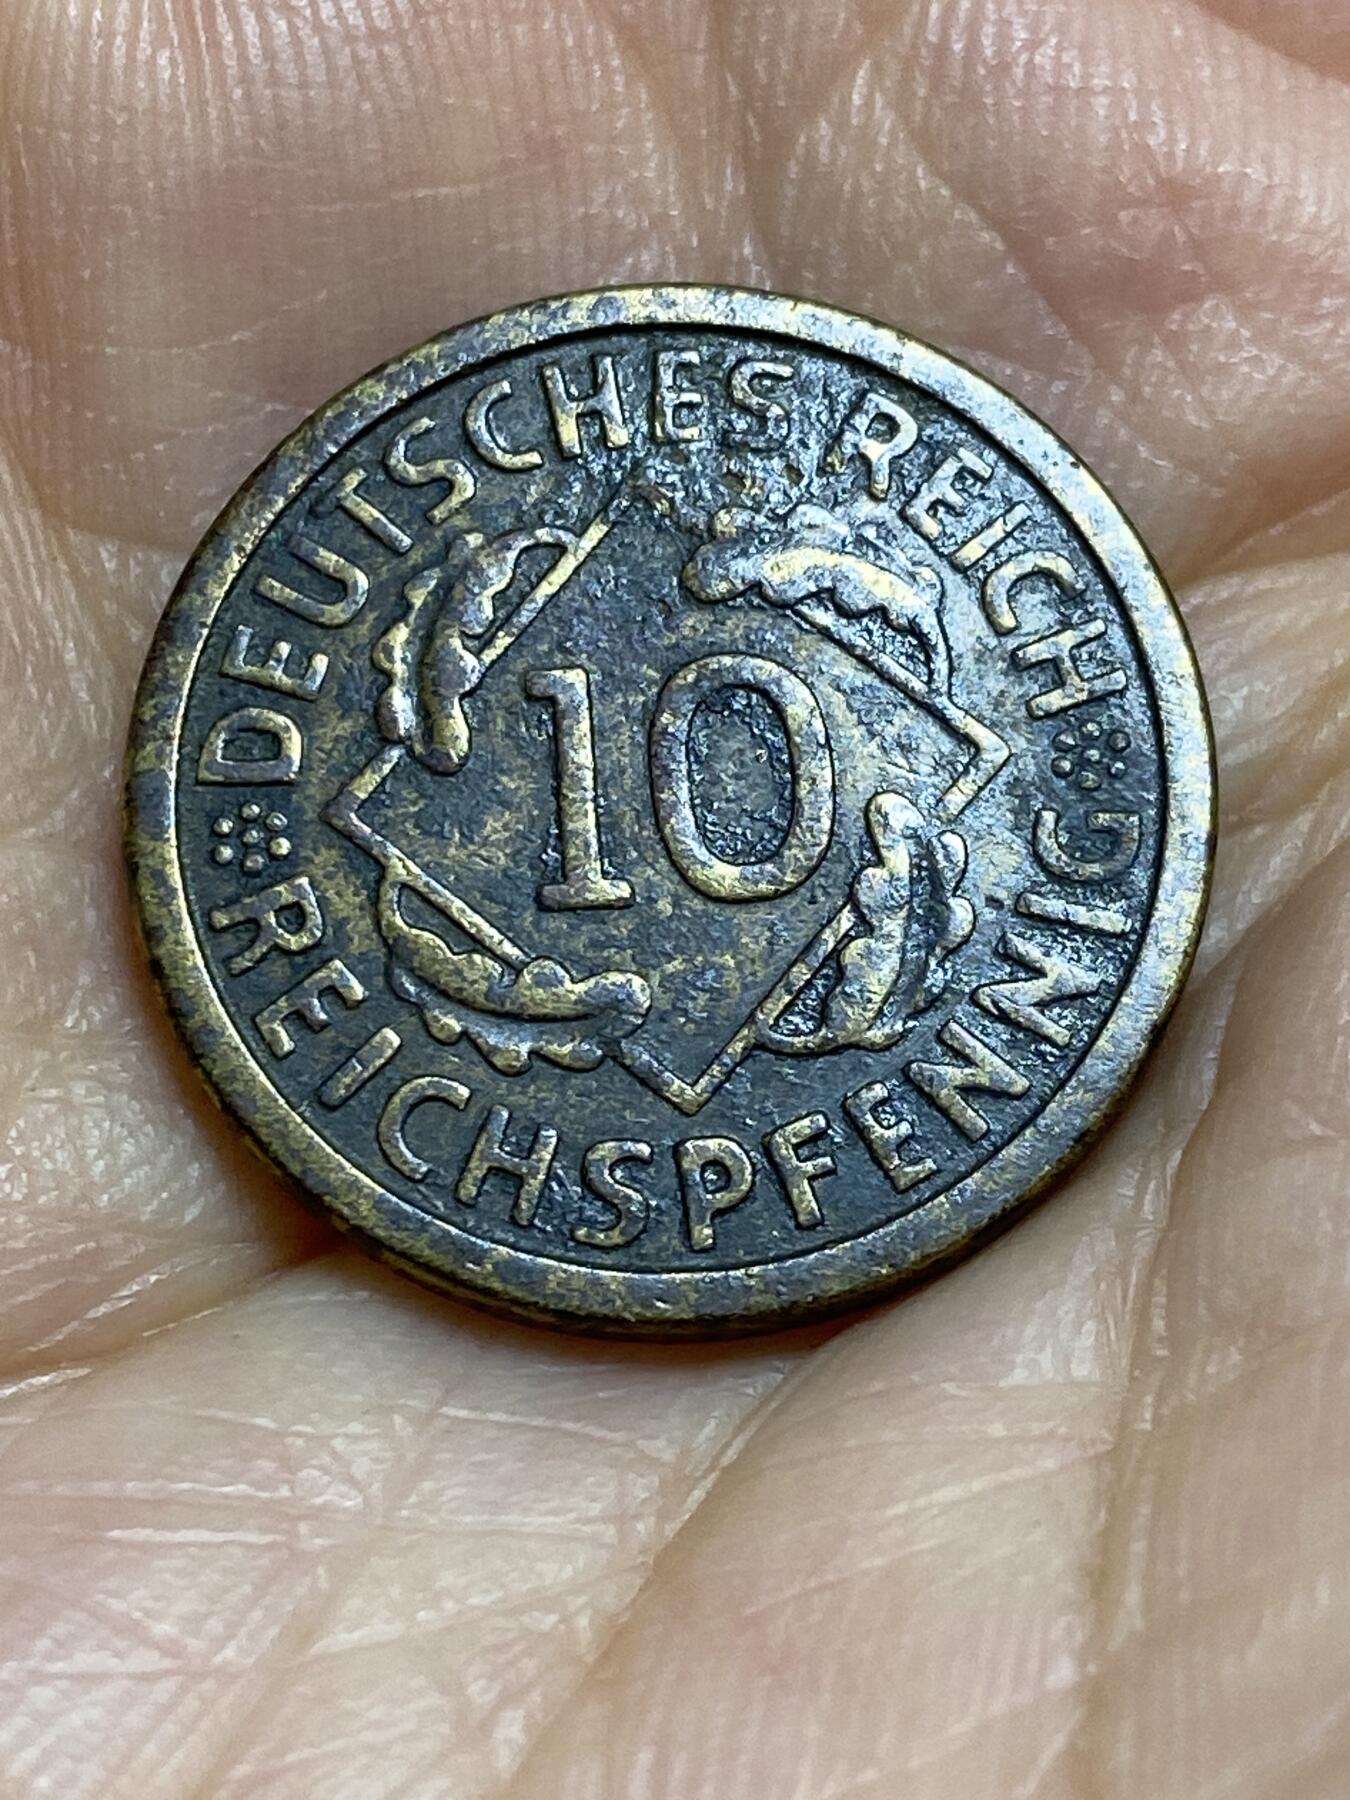 DEUTSCHES REICH
10
REICHSPFENNIG